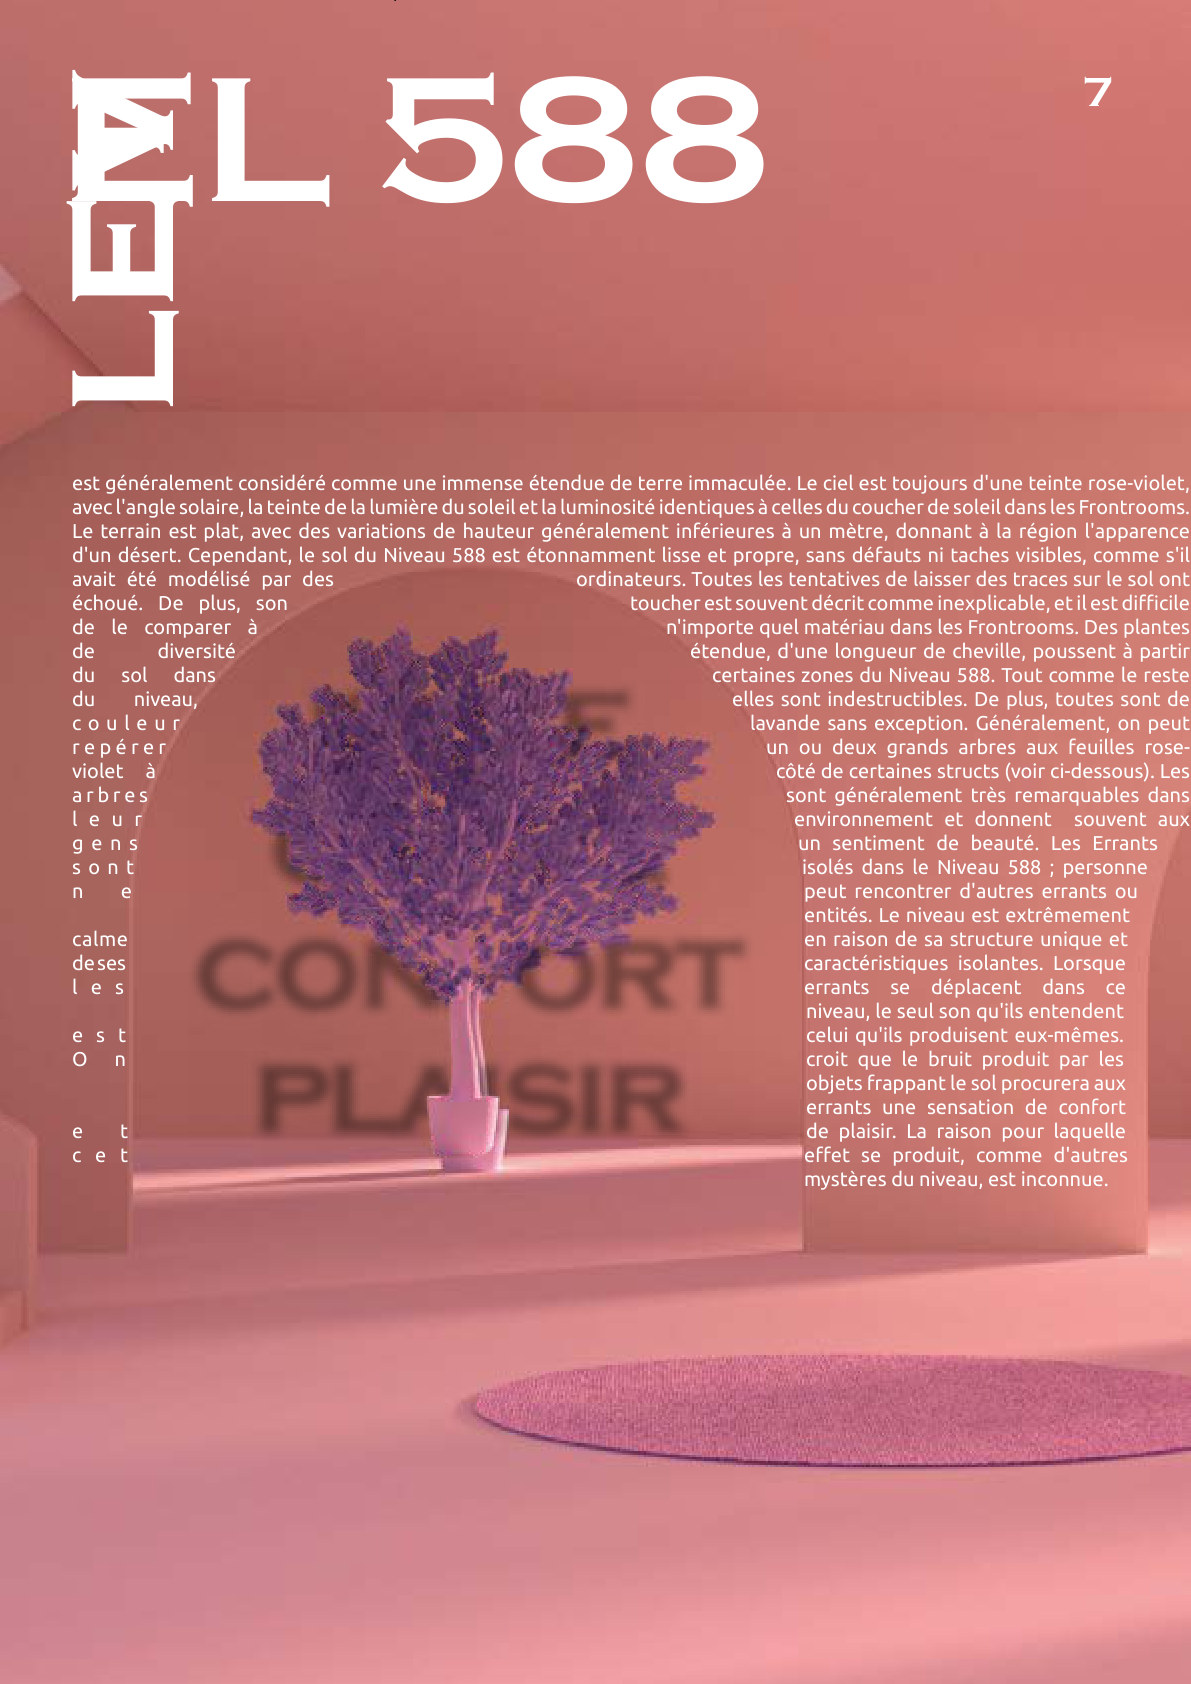 LEM
L 588
7
est généralement considéré comme une immense étendue de terre immaculée. Le ciel est toujours d'une teinte rose-violet,
avec l'angle solaire, la teinte de la lumière du soleil et la luminosité identiques à celles du coucher de soleil dans les Frontrooms.
Le terrain est plat, avec des variations de hauteur généralement inférieures à un mètre, donnant à la région l'apparence
d'un désert. Cependant, le sol du Niveau 588 est étonnamment lisse et propre, sans défauts ni taches visibles, comme s'il
avait été modélisé par des ordinateurs. Toutes les tentatives de laisser des traces sur le sol ont
échoué. De plus, son toucher est souvent décrit comme inexplicable, et il est difficile
de le comparer à n'importe quel matériau dans les Frontrooms. Des plantes
de diversité étendue, d'une longueur de cheville, poussent à partir
du sol dans certaines zones du Niveau 588. Tout comme le reste
du niveau, elles sont indestructibles. De plus, toutes sont de
couleur lavande sans exception. Généralement, on peut
repérer un ou deux grands arbres aux feuilles rose-
violet à côté de certaines structs (voir ci-dessous). Les
arbres sont généralement très remarquables dans
leur environnement et donnent souvent aux
gens un sentiment de beauté. Les Errants
sont isolés dans le Niveau 588 ; personne
ne peut rencontrer d'autres errants ou
entités. Le niveau est extrêmement
calme en raison de sa structure unique et
de ses caractéristiques isolantes. Lorsque
les errants se déplacent dans ce
niveau, le seul son qu'ils entendent
est celui qu'ils produisent eux-mêmes.
On croit que le bruit produit par les
objets frappant le sol procurera aux
errants une sensation de confort
et de plaisir. La raison pour laquelle
cet effet se produit, comme d'autres
mystères du niveau, est inconnue.
CONFORT
PLAISIR